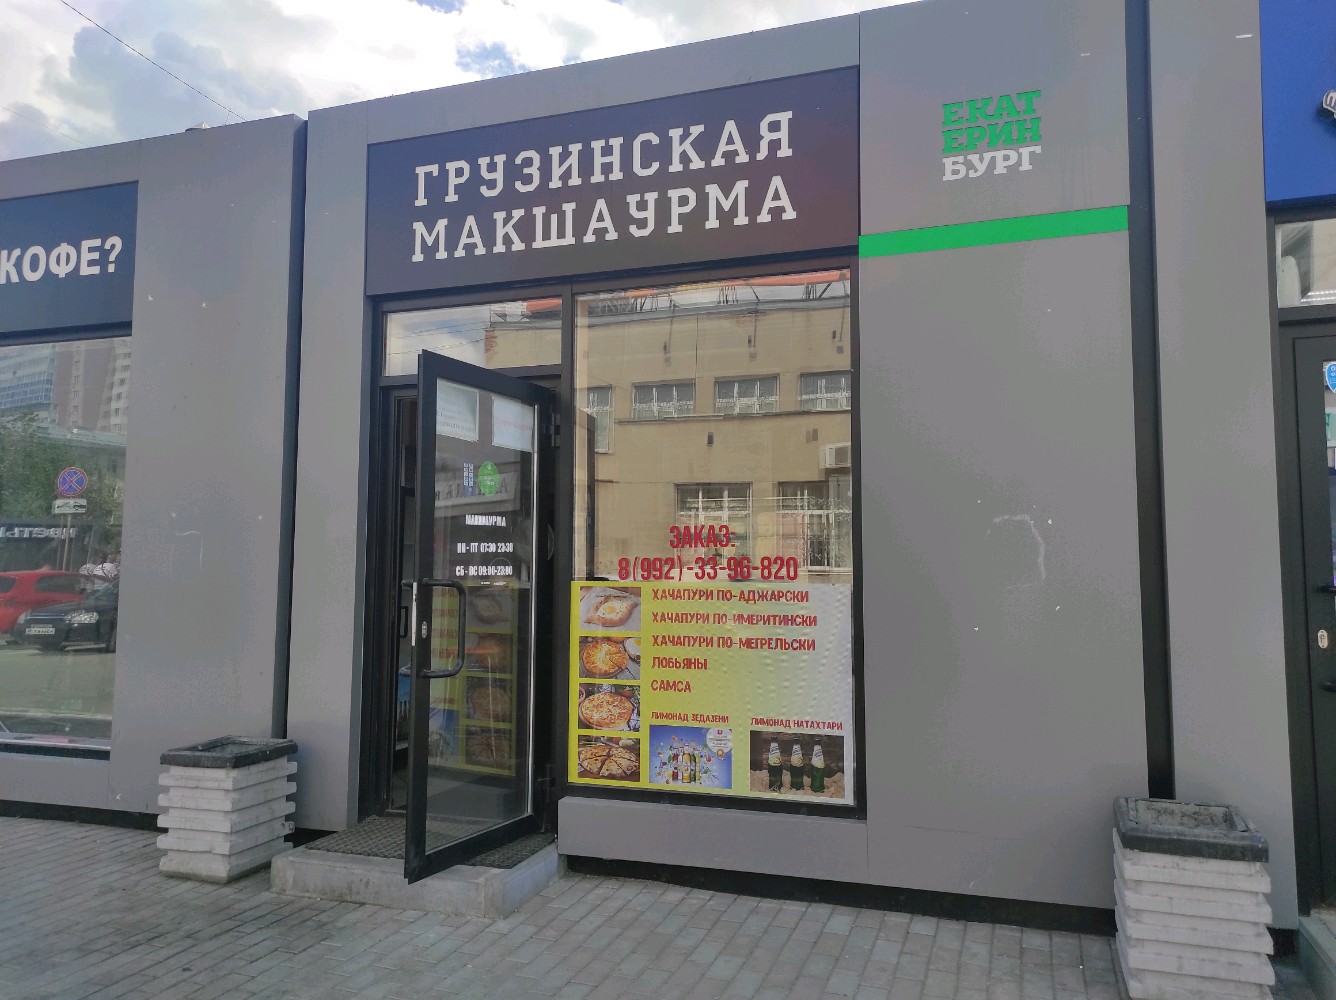 КОФЕ?
ГРУЗИНСКАЯ
МАКШАУРМА
ЕКАТ
ЕРИН
БУРГ
МАКШАУРМА
ПН - ПТ 07:30 23:30
СБ - ВС 09:00-23:00
ЗАКАЗ:
8(992)-33-96-820
ХАЧАПУРИ ПО-АДЖАРСКИ
ХАЧАПУРИ ПО-ИМЕРИТИНСКИ
ХАЧАПУРИ ПО-МЕГРЕЛЬСКИ
ЛОБЬЯНЫ
САМСА
ЛИМОНАД ЗЕДАЗЕНИ
ЛИМОНАД НАТАХТАРИ